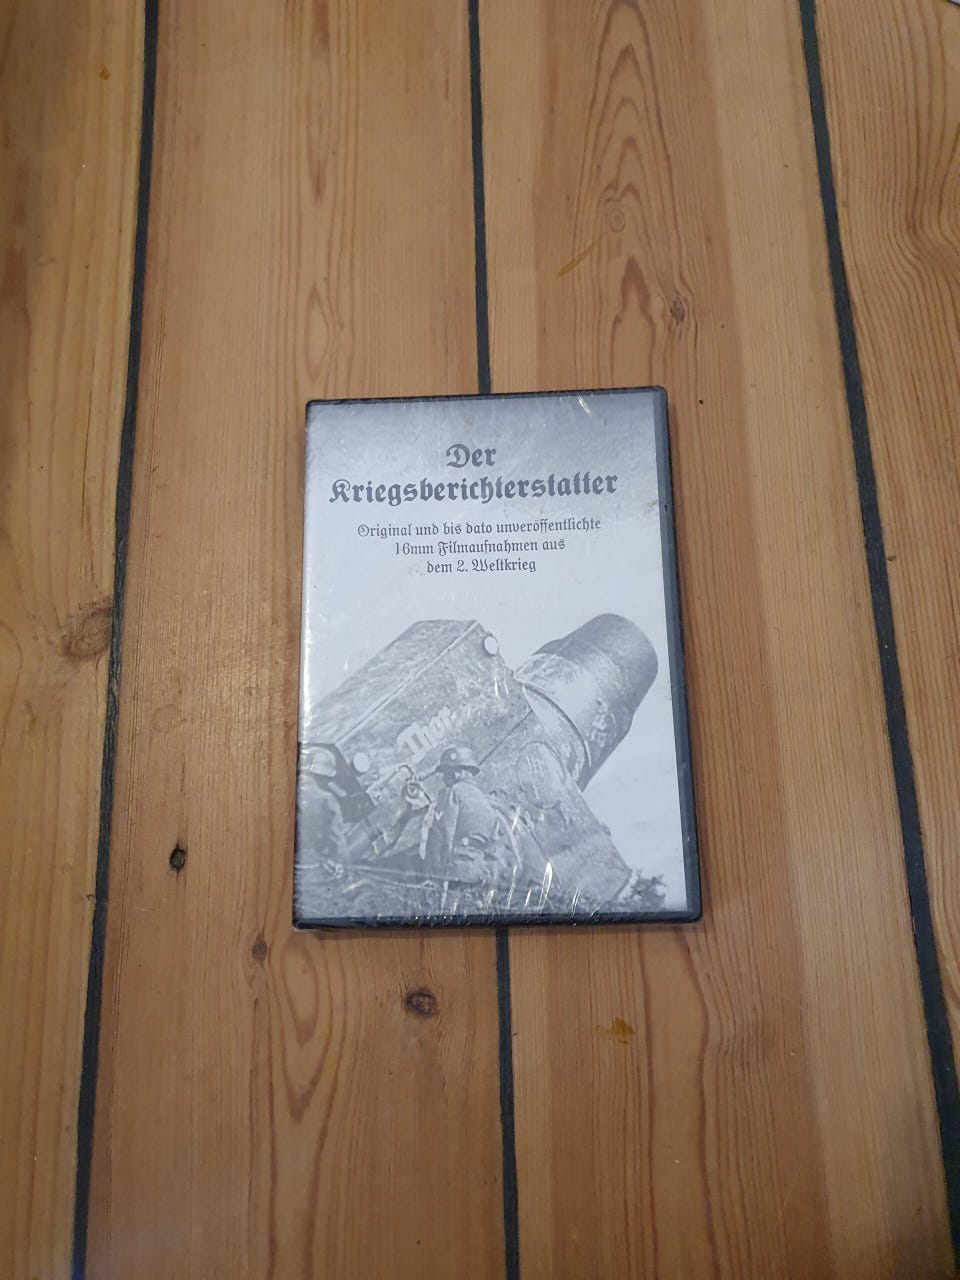 Der
Kriegsberichterstatter
Original und bis dato unveröffentlichte
16mm Filmaufnahmen aus
dem 2. Weltkrieg
Thor